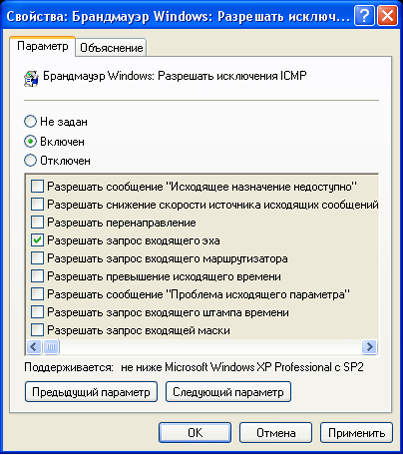 Свойства: Брандмауэр Windows: Разрешать исключ...
Параметр
Объяснение
Брандмауэр Windows: Разрешать исключения ICMP
Не задан
Включен
Отключен
Разрешать сообщение "Исходящее назначение недоступно"
Разрешать снижение скорости источника исходящих сообщений
Разрешать перенаправление
Разрешать запрос входящего эха
Разрешать запрос входящего маршрутизатора
Разрешать превышение исходящего времени
Разрешать сообщение "Проблема исходящего параметра"
Разрешать запрос входящего штампа времени
Разрешать запрос входящей маски
Поддерживается: не ниже Microsoft Windows XP Professional с SP2
Предыдущий параметр
Следующий параметр
OK
Отмена
Применить